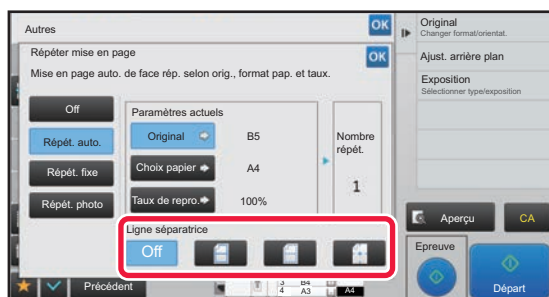 Autres
OK
Original
Changer format/orientat.
Répéter mise en page
OK
Mise en page auto. de face rép. selon orig., format pap. et taux.
Ajust. arrière plan
Exposition
Sélectionner type/exposition
Off
Répét. auto.
Répét. fixe
Répét. photo
Paramètres actuels
Original
B5
Choix papier
A4
Taux de repro.
100%
Nombre
répét.
1
Ligne séparatrice
Off
Aperçu
CA
Epreuve
Départ
Précédent
3 B4
4 A3
A4